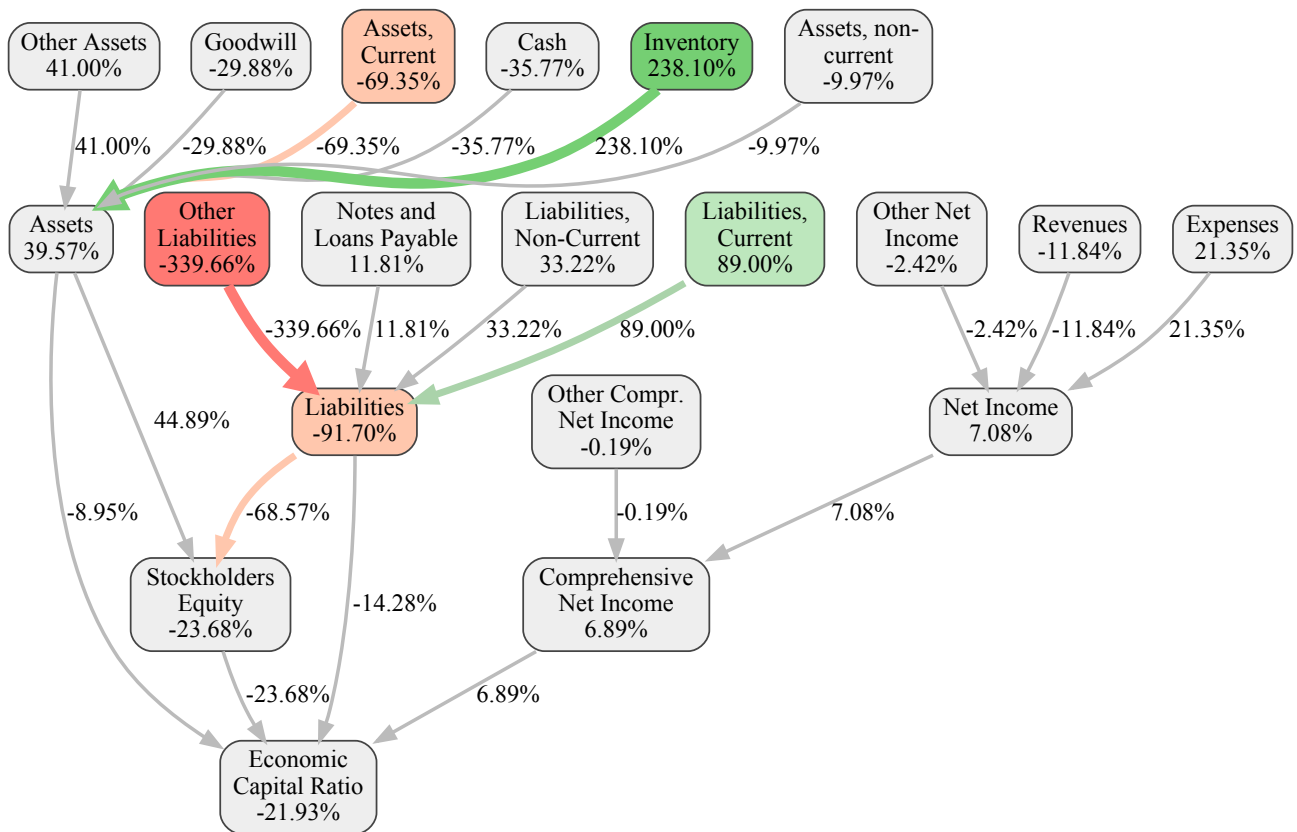 Other Assets
41.00%
Goodwill
-29.88%
Assets,
Current
-69.35%
Cash
-35.77%
Inventory
238.10%
Assets, non-
current
-9.97%
41.00%
-29.88%
-69.35%
-35.77%
238.10%
-9.97%
Assets
39.57%
Other
Liabilities
-339.66%
Notes and
Loans Payable
11.81%
Liabilities,
Non-Current
33.22%
Liabilities,
Current
89.00%
Other Net
Income
-2.42%
Revenues
-11.84%
Expenses
21.35%
-339.66%
11.81%
33.22%
89.00%
-2.42%
-11.84%
21.35%
Liabilities
-91.70%
Other Compr.
Net Income
-0.19%
Net Income
7.08%
44.89%
-8.95%
-68.57%
-0.19%
7.08%
Stockholders
Equity
-23.68%
-14.28%
Comprehensive
Net Income
6.89%
-23.68%
6.89%
Economic
Capital Ratio
-21.93%